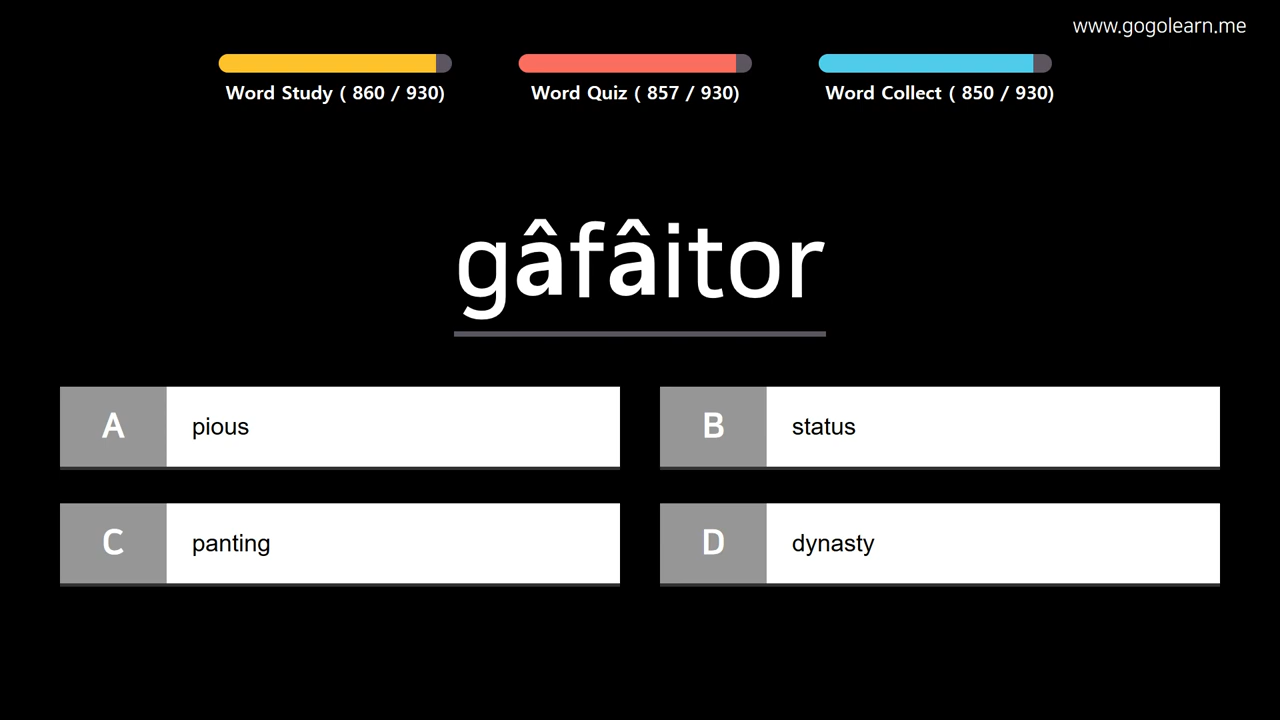 www.gogolearn.me
Word Study ( 860 / 930)
Word Quiz ( 857 / 930)
Word Collect ( 850 / 930)
gâfâitor
A pious
B status
C panting
D dynasty